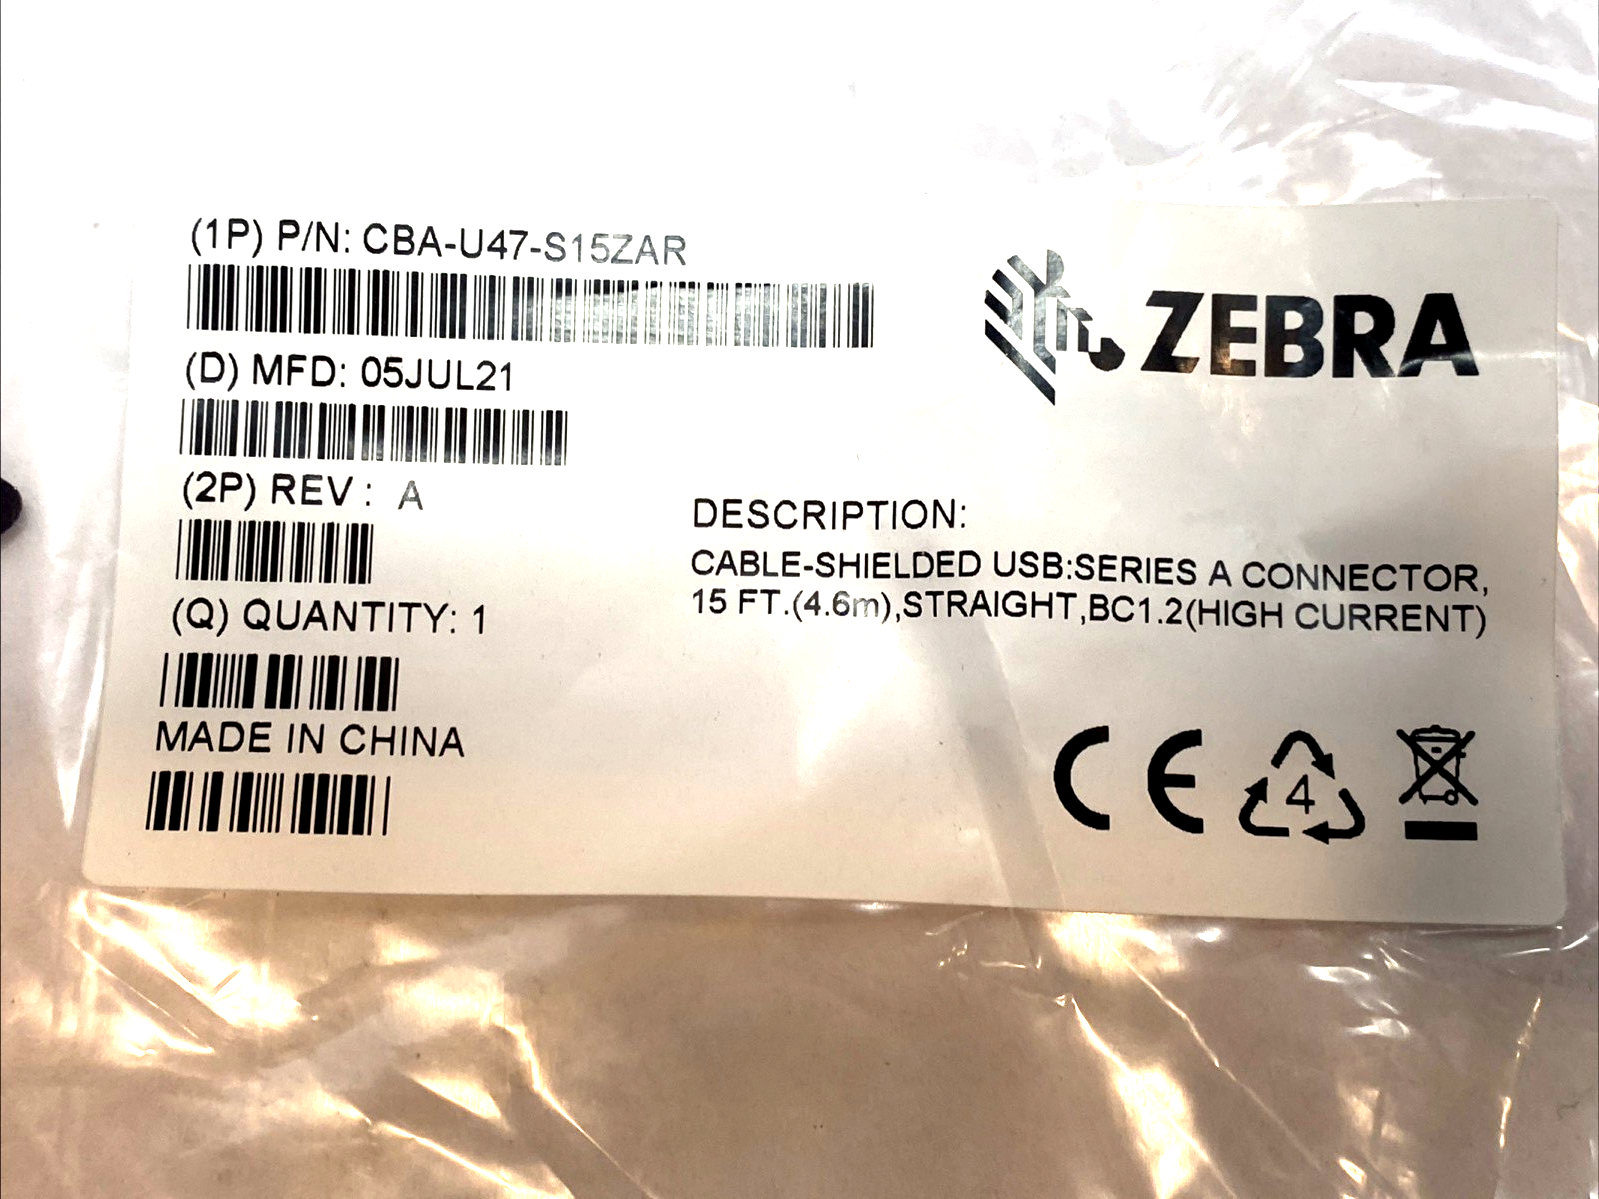 (1P) P/N: CBA-U47-S15ZAR
(D) MFD: 05JUL21
(2P) REV : A
(Q) QUANTITY: 1
MADE IN CHINA
ZEBRA
DESCRIPTION:
CABLE-SHIELDED USB:SERIES A CONNECTOR,
15 FT.(4.6m),STRAIGHT,BC1.2(HIGH CURRENT)
CE
4